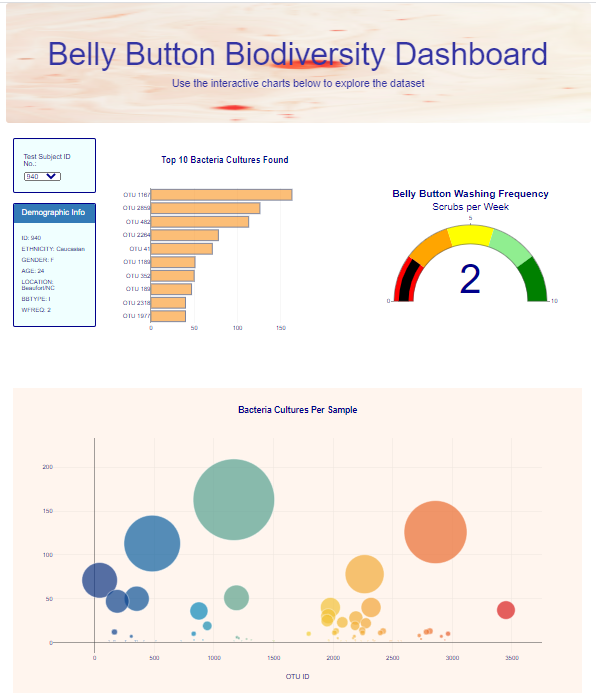 Belly Button Biodiversity Dashboard
Use the interactive charts below to explore the dataset
Test Subject ID
No.:
940
Demographic Info
ID: 940
ETHNICITY: Caucasian
GENDER: F
AGE: 24
LOCATION:
Beaufort/NC
BBTYPE: I
WFREQ: 2
Top 10 Bacteria Cultures Found
OTU 1167
OTU 2859
OTU 482
OTU 2264
OTU 41
OTU 1189
OTU 352
OTU 189
OTU 2318
OTU 1977
0 50 100 150
Belly Button Washing Frequency
Scrubs per Week
5
2
0 10
Bacteria Cultures Per Sample
200
150
100
50
0
0 500 1000 1500 2000 2500 3000 3500
OTU ID